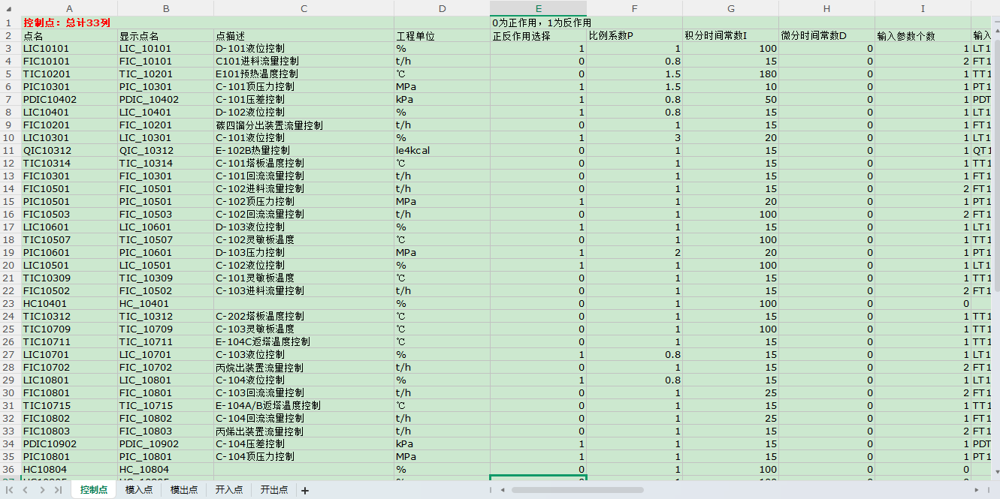 A B C D E F G H I
1 控制点：总计33列 0为正作用，1为反作用
2 点名 显示点名 点描述 工程单位 正反作用选择 比例系数P 积分时间常数I 微分时间常数D 输入参数个数 输入
3 LIC10101 LIC_10101 D-101液位控制 % 1 1 100 0 1 LT1
4 FIC10101 FIC_10101 C101进料流量控制 t/h 0 0.8 15 0 2 FT1
5 TIC10201 TIC_10201 E101预热温度控制 ℃ 0 1.5 180 0 1 TT1
6 PIC10301 PIC_10301 C-101顶压力控制 MPa 1 1.5 10 0 1 PT1
7 PDIC10402 PDIC_10402 C-101压差控制 kPa 1 0.8 50 0 1 PDT
8 LIC10401 LIC_10401 D-102液位控制 % 1 0.8 15 0 1 LT1
9 FIC10201 FIC_10201 碳四馏分出装置流量控制 t/h 0 1 15 0 1 FT1
10 LIC10301 LIC_10301 C-101液位控制 % 1 3 20 0 1 LT1
11 QIC10312 QIC_10312 E-102B热量控制 le4kcal 0 1 15 0 1 QT1
12 TIC10314 TIC_10314 C-101塔板温度控制 ℃ 0 1 15 0 1 TT1
13 FIC10301 FIC_10301 C-101回流流量控制 t/h 0 1 15 0 1 FT1
14 FIC10501 FIC_10501 C-102进料流量控制 t/h 0 1 15 0 2 FT1
15 PIC10501 PIC_10501 C-102顶压力控制 MPa 1 1 20 0 1 PT1
16 FIC10503 FIC_10503 C-102回流流量控制 t/h 0 1 100 0 2 FT1
17 LIC10601 LIC_10601 D-103液位控制 % 1 1 15 0 1 LT1
18 TIC10507 TIC_10507 C-102灵敏板温度 ℃ 0 1 100 0 1 TT1
19 PIC10601 PIC_10601 D-103压力控制 MPa 1 2 20 0 1 PT1
20 LIC10501 LIC_10501 C-102液位控制 % 1 1 100 0 1 LT1
21 TIC10309 TIC_10309 C-101灵敏板温度 ℃ 0 1 15 0 1 TT1
22 FIC10502 FIC_10502 C-103进料流量控制 t/h 0 1 15 0 2 FT1
23 HC10401 HC_10401 % 0 1 100 0 0
24 TIC10312 TIC_10312 C-202塔板温度控制 ℃ 0 1 15 0 1 TT1
25 TIC10709 TIC_10709 C-103灵敏板温度 ℃ 0 1 100 0 1 TT1
26 TIC10711 TIC_10711 E-104C返塔温度控制 ℃ 0 1 15 0 1 TT1
27 LIC10701 LIC_10701 C-103液位控制 % 1 0.8 15 0 1 LT1
28 FIC10702 FIC_10702 丙烷出装置流量控制 t/h 0 1 15 0 2 FT1
29 LIC10801 LIC_10801 C-104液位控制 % 1 0.8 15 0 1 LT1
30 FIC10801 FIC_10801 C-103回流流量控制 t/h 0 1 25 0 2 FT1
31 TIC10715 TIC_10715 E-104A/B返塔温度控制 ℃ 0 1 15 0 1 TT1
32 FIC10802 FIC_10802 C-104回流流量控制 t/h 0 1 25 0 1 FT1
33 FIC10803 FIC_10803 丙烯出装置流量控制 t/h 0 1 15 0 2 FT1
34 PDIC10902 PDIC_10902 C-104压差控制 kPa 1 1 15 0 1 PDT
35 PIC10801 PIC_10801 C-104顶压力控制 MPa 1 1 15 0 1 PT1
36 HC10804 HC_10804 % 0 1 100 0 0
控制点 模入点 模出点 开入点 开出点 +